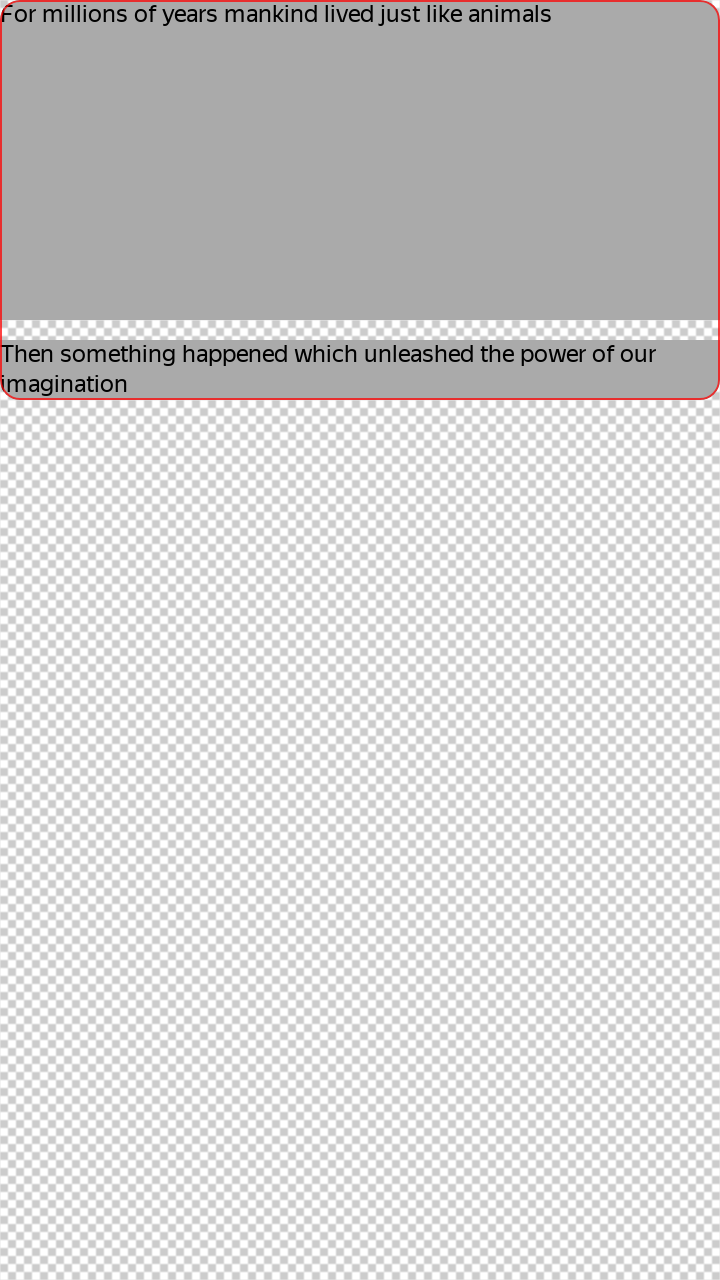 For millions of years mankind lived just like animals
Then something happened which unleashed the power of our
imagination